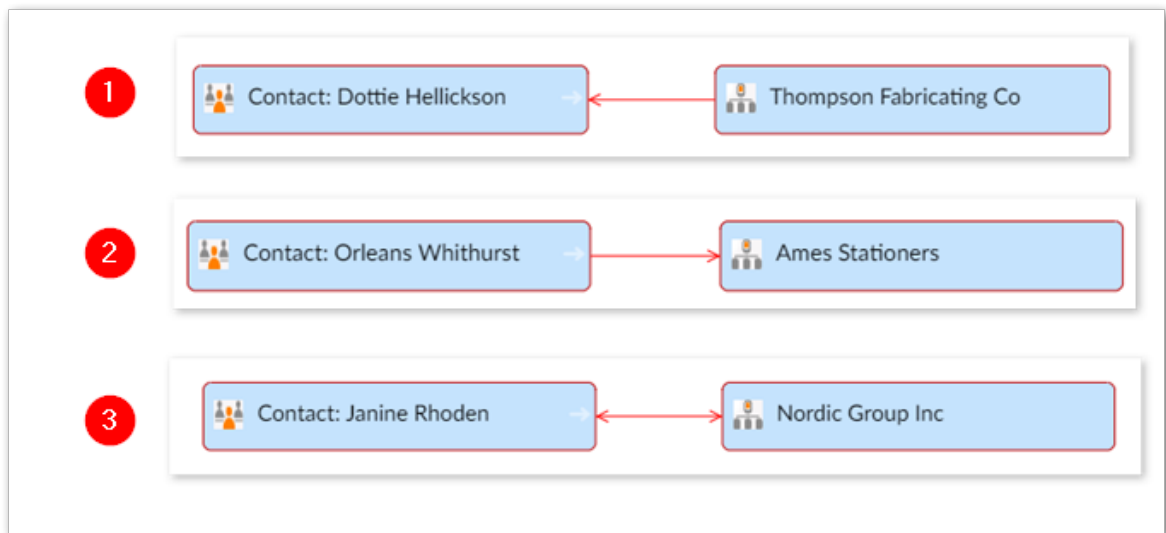 1
Contact: Dottie Hellickson
Thompson Fabricating Co
2
Contact: Orleans Whithurst
Ames Stationers
3
Contact: Janine Rhoden
Nordic Group Inc